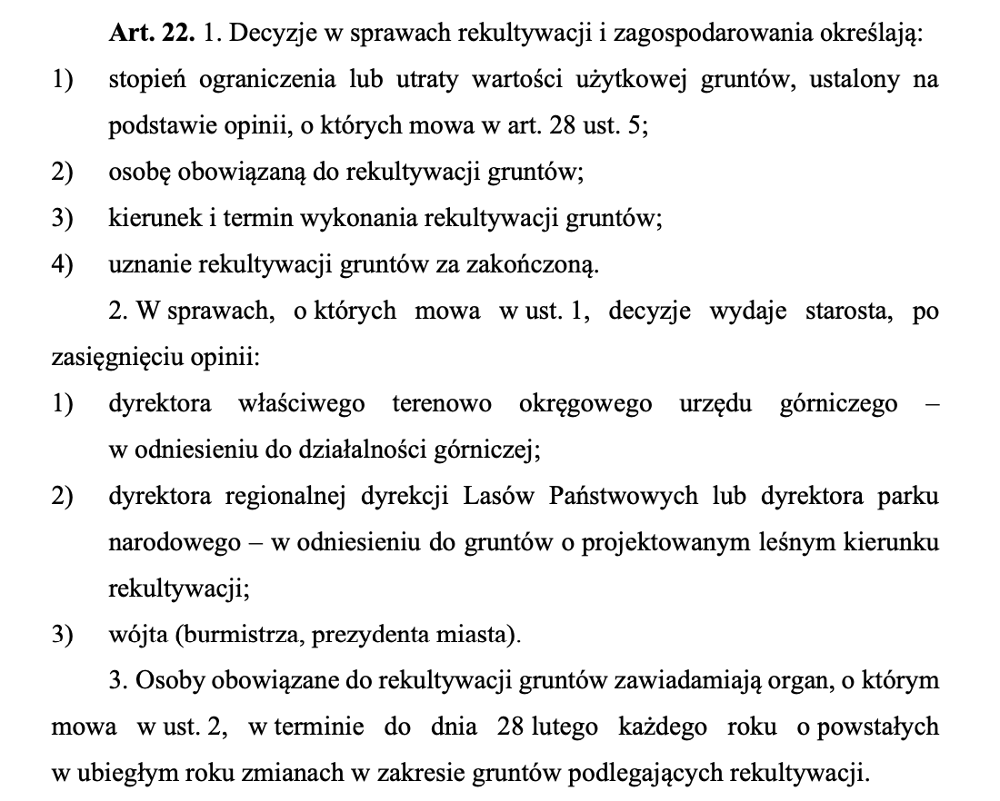 Art. 22. 1. Decyzje w sprawach rekultywacji i zagospodarowania określają:
1) stopień ograniczenia lub utraty wartości użytkowej gruntów, ustalony na
podstawie opinii, o których mowa w art. 28 ust. 5;
2) osobę obowiązaną do rekultywacji gruntów;
3) kierunek i termin wykonania rekultywacji gruntów;
4) uznanie rekultywacji gruntów za zakończoną.
2. W sprawach, o których mowa w ust. 1, decyzje wydaje starosta, po
zasięgnięciu opinii:
1) dyrektora właściwego terenowo okręgowego urzędu górniczego –
w odniesieniu do działalności górniczej;
2) dyrektora regionalnej dyrekcji Lasów Państwowych lub dyrektora parku
narodowego – w odniesieniu do gruntów o projektowanym leśnym kierunku
rekultywacji;
3) wójta (burmistrza, prezydenta miasta).
3. Osoby obowiązane do rekultywacji gruntów zawiadamiają organ, o którym
mowa w ust. 2, w terminie do dnia 28 lutego każdego roku o powstałych
w ubiegłym roku zmianach w zakresie gruntów podlegających rekultywacji.